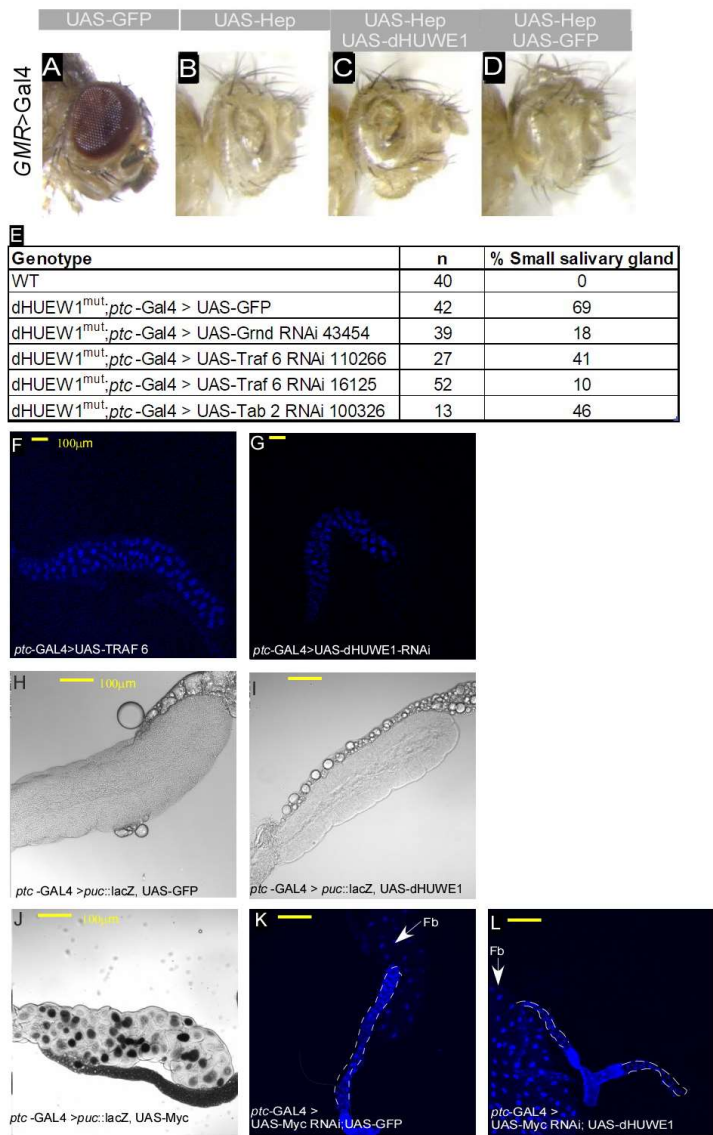 UAS-GFP
UAS-Hep
UAS-Hep
UAS-dHUWE1
UAS-Hep
UAS-GFP
GMR>Gal4
A
B
C
D
E
Genotype n % Small salivary gland
WT 40 0
dHUEW1mut;ptc-Gal4 > UAS-GFP 42 69
dHUEW1mut;ptc-Gal4 > UAS-Grnd RNAi 43454 39 18
dHUEW1mut;ptc-Gal4 > UAS-Traf 6 RNAi 110266 27 41
dHUEW1mut;ptc-Gal4 > UAS-Traf 6 RNAi 16125 52 10
dHUEW1mut;ptc-Gal4 > UAS-Tab 2 RNAi 100326 13 46
F
100µm
ptc-GAL4>UAS-TRAF 6
G
ptc-GAL4>UAS-dHUWE1-RNAi
H
100µm
ptc -GAL4 >puc::lacZ, UAS-GFP
I
ptc -GAL4 > puc::lacZ, UAS-dHUWE1
J
100µm
ptc -GAL4 >puc::lacZ, UAS-Myc
K
Fb
ptc-GAL4 >
UAS-Myc RNAi;UAS-GFP
L
Fb
ptc-GAL4 >
UAS-Myc RNAi; UAS-dHUWE1